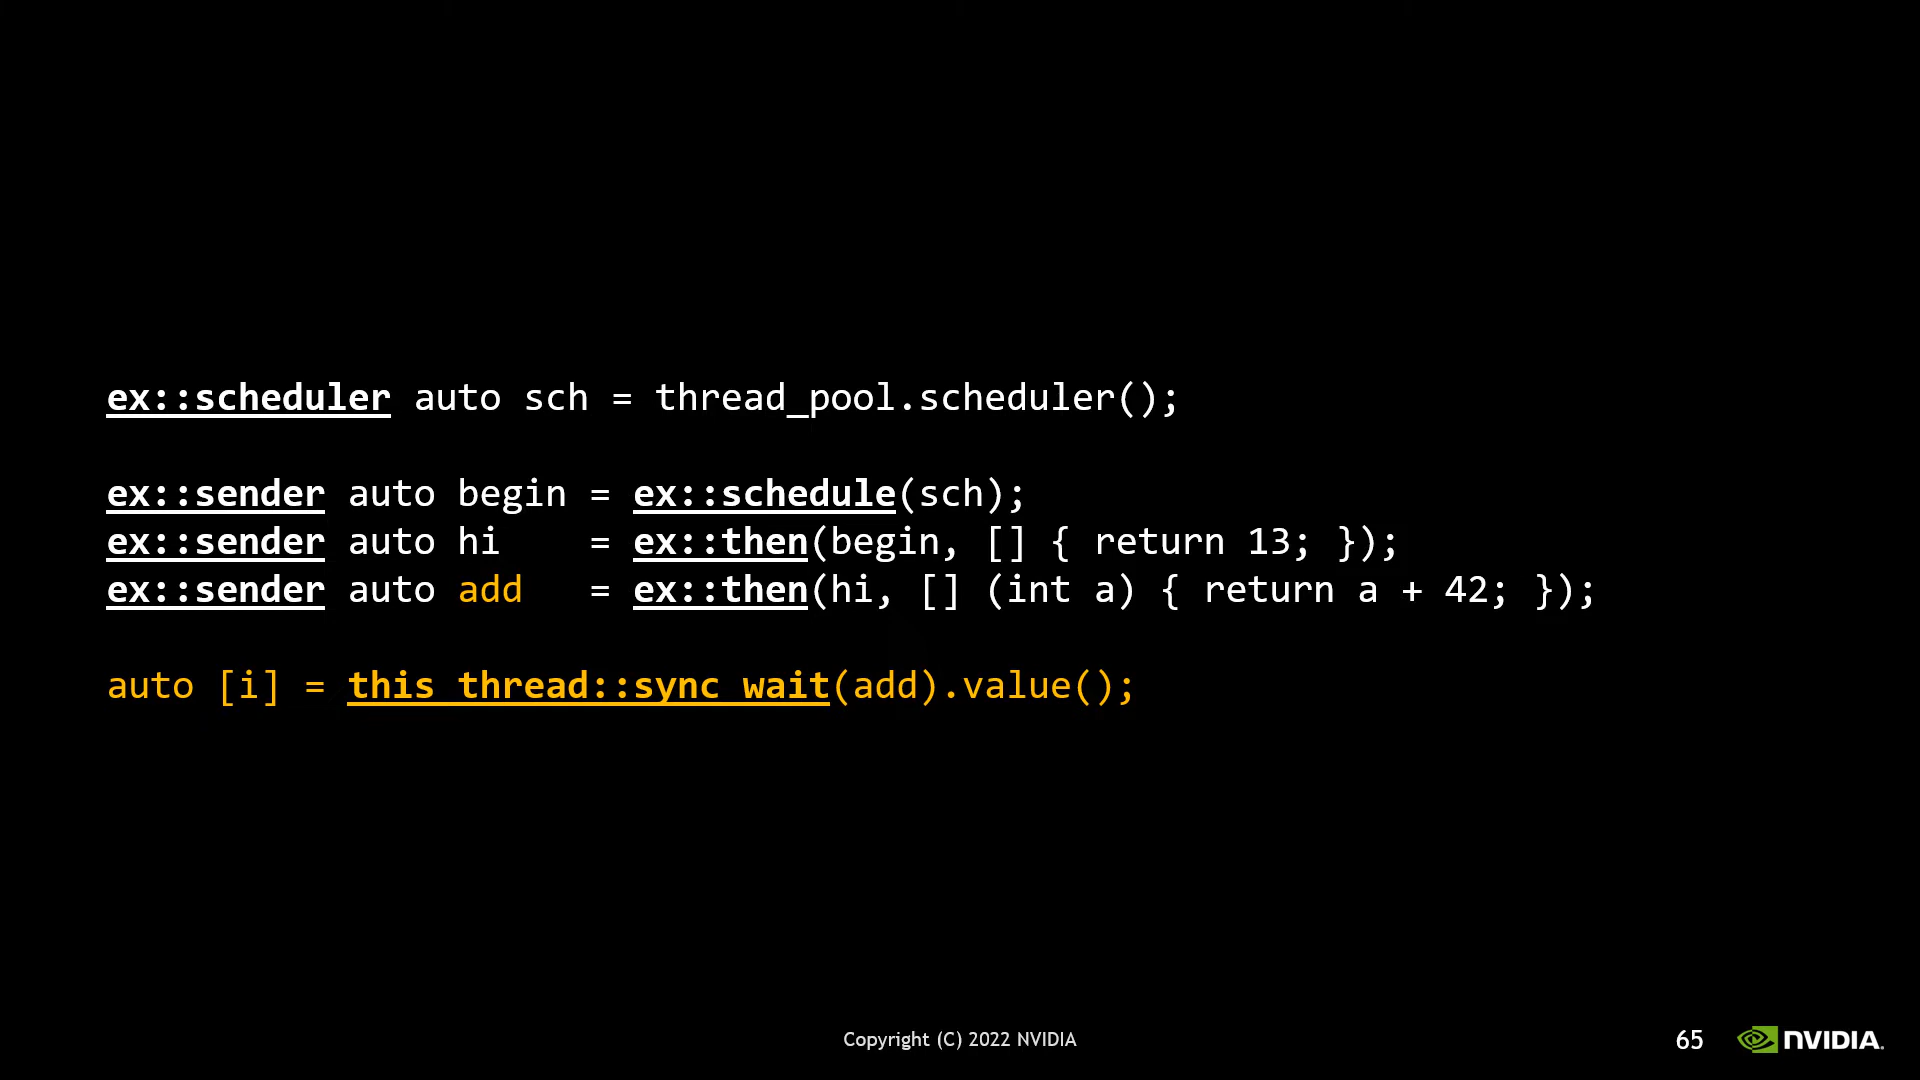 ex::scheduler auto sch = thread_pool.scheduler();
ex::sender auto begin = ex::schedule(sch);
ex::sender auto hi    = ex::then(begin, [] { return 13; });
ex::sender auto add   = ex::then(hi, [] (int a) { return a + 42; });
auto [i] = this_thread::sync_wait(add).value();
Copyright (C) 2022 NVIDIA
65
NVIDIA.